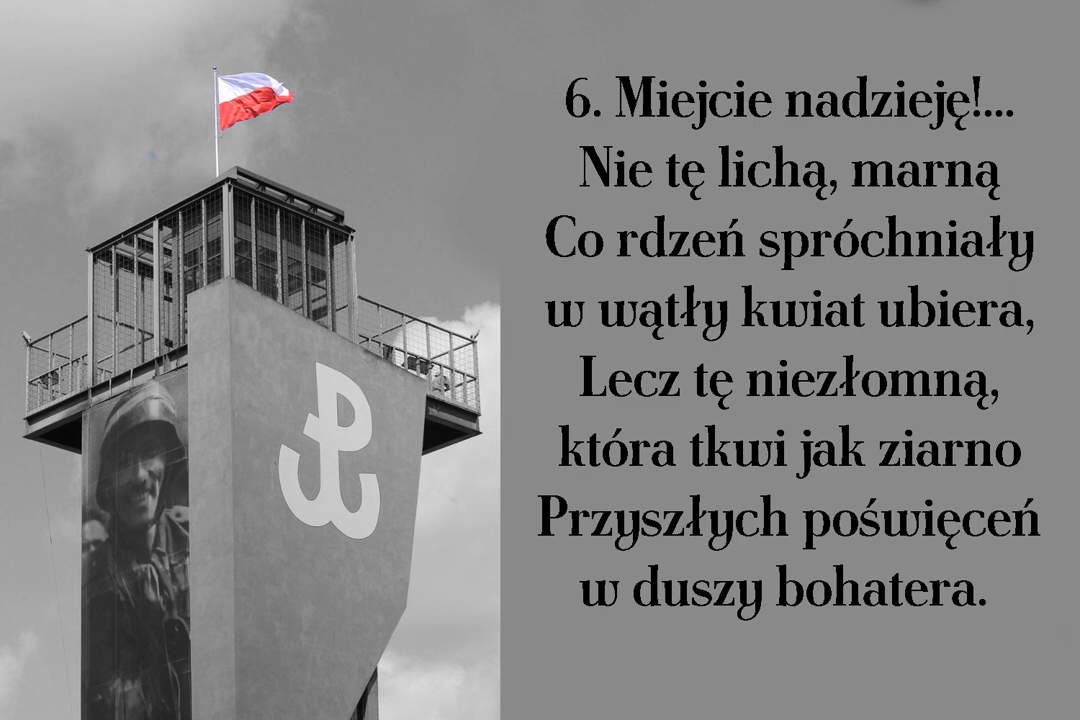 6. Miejcie nadzieję!...
Nie tę lichą, marną
Co rdzeń spróchniały
w wątły kwiat ubiera,
Lecz tę niezłomną,
która tkwi jak ziarno
Przyszłych poświęceń
w duszy bohatera.